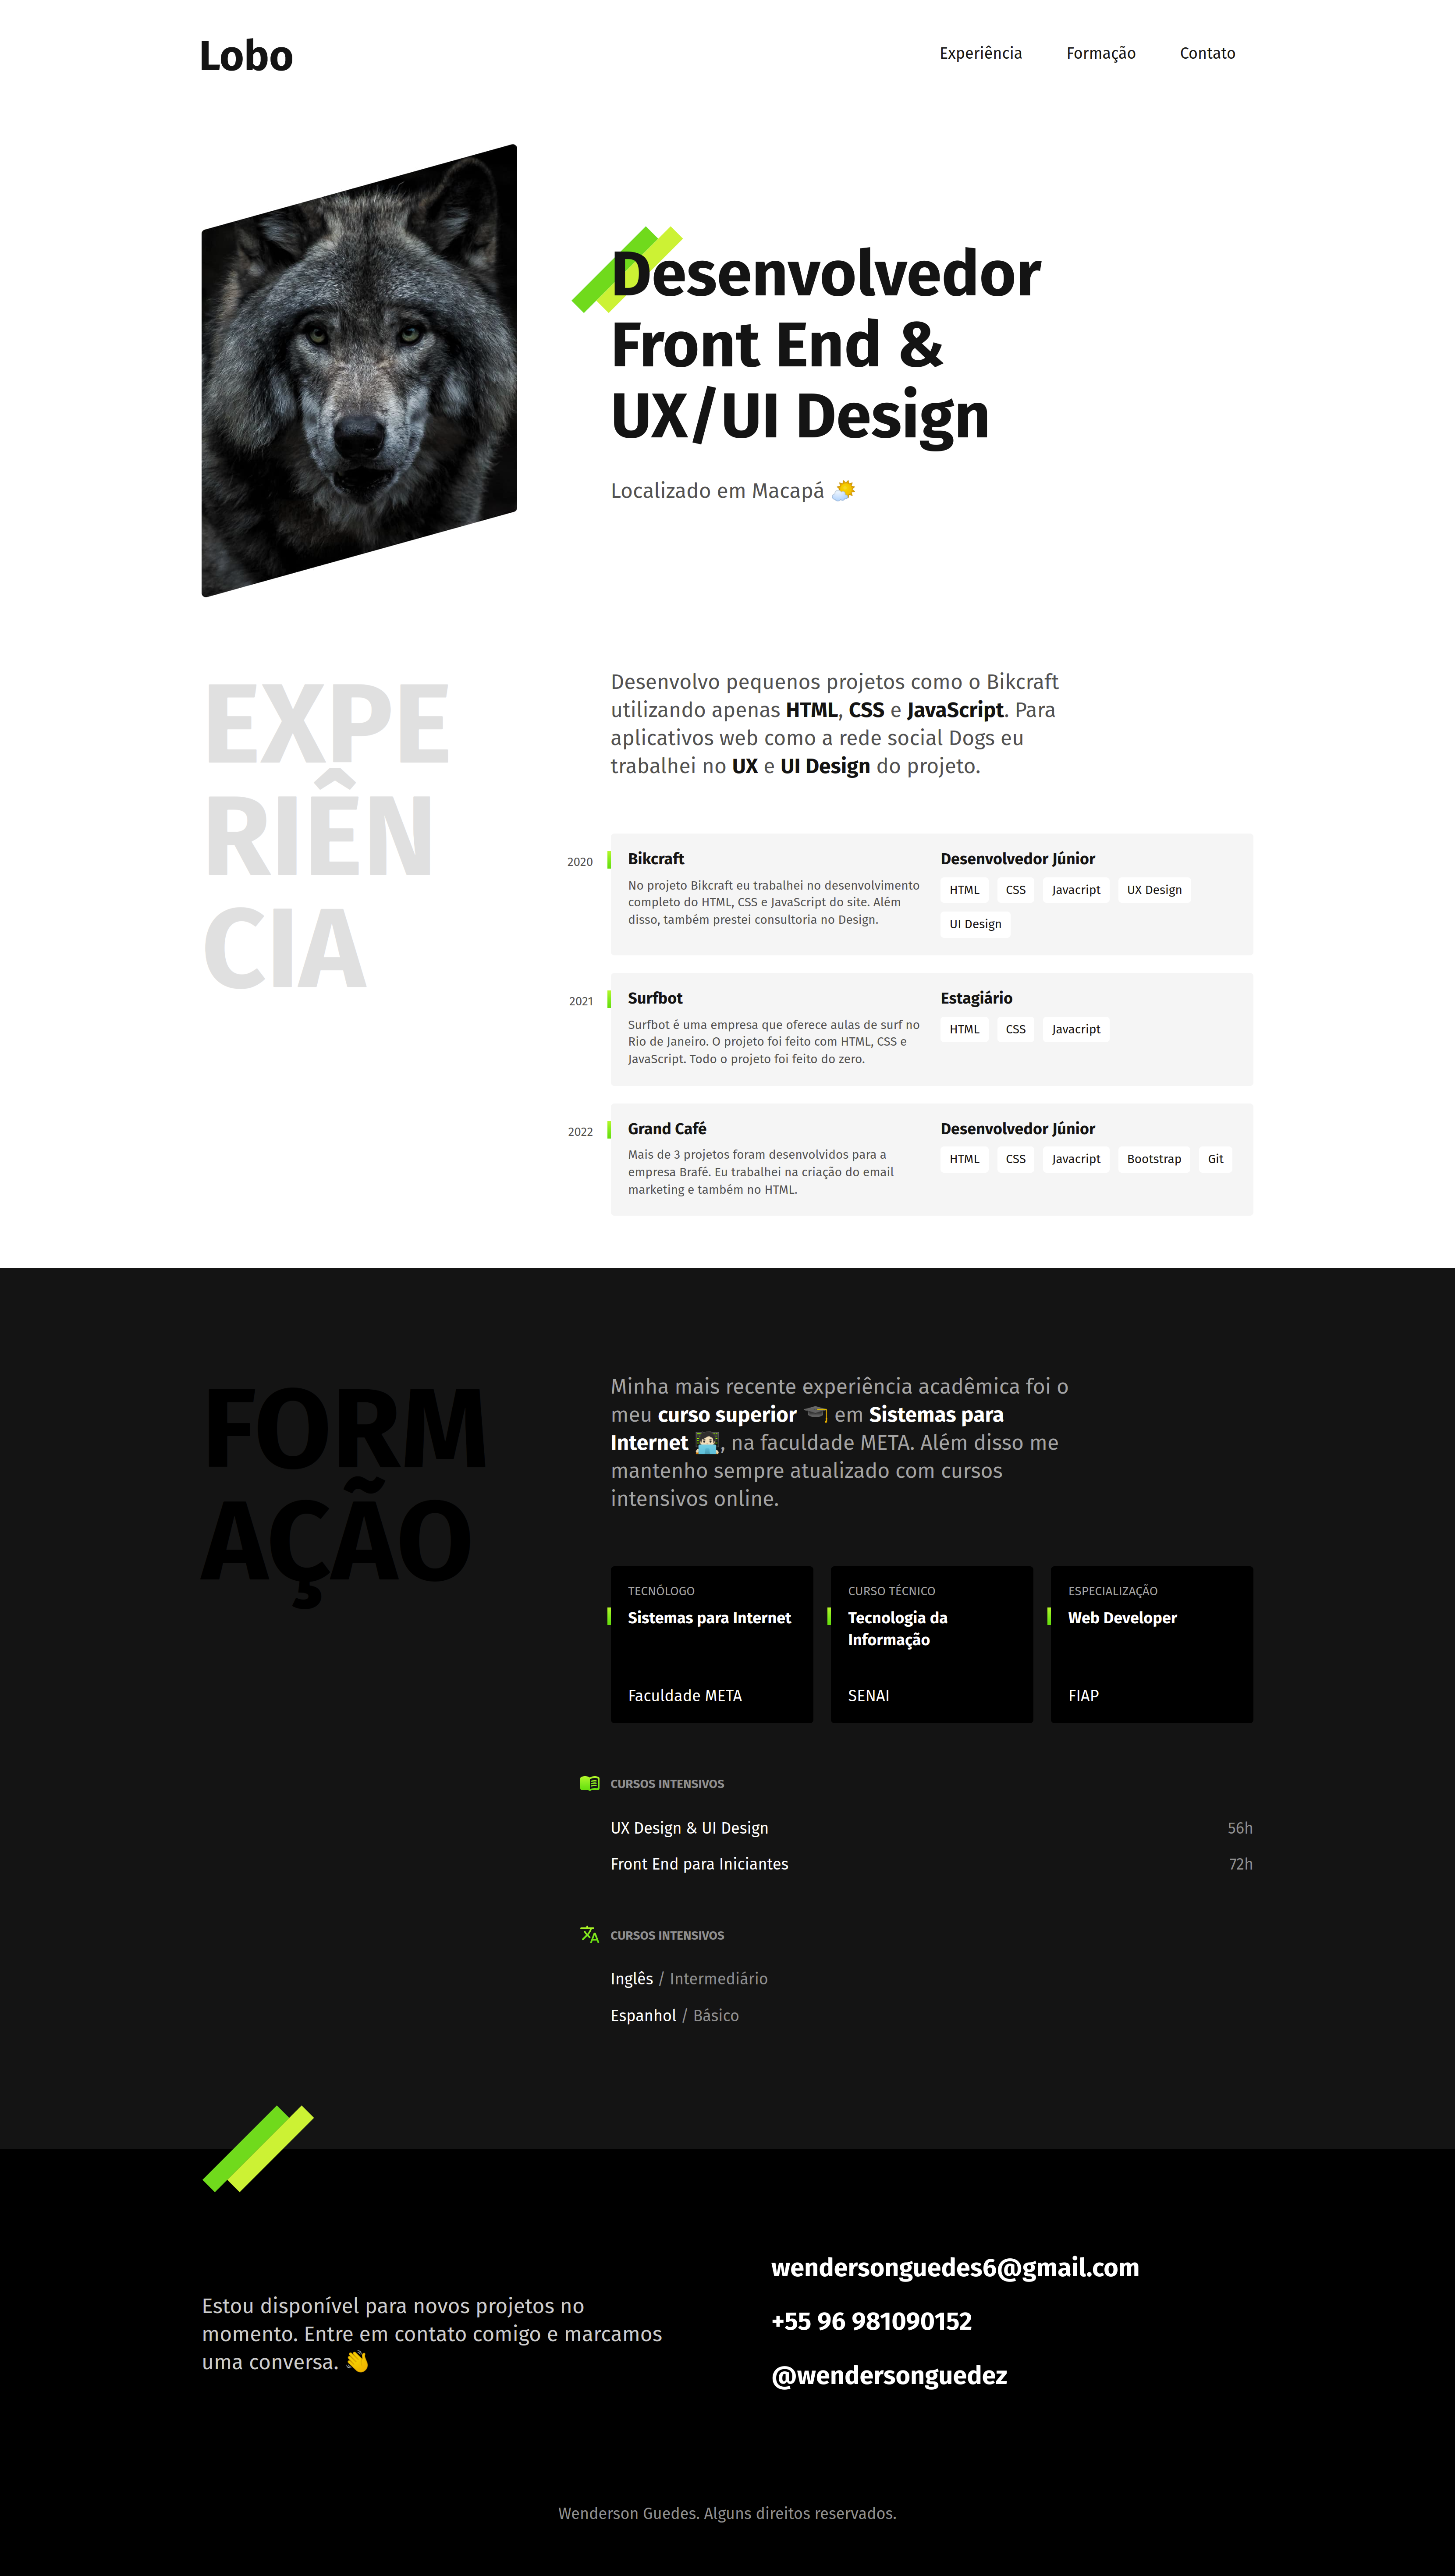 Lobo
Experiência Formação Contato
Desenvolvedor
Front End &
UX/UI Design
Localizado em Macapá 🌤️
EXPE
RIÊN
CIA
Desenvolvo pequenos projetos como o Bikcraft
utilizando apenas HTML, CSS e JavaScript. Para
aplicativos web como a rede social Dogs eu
trabalhei no UX e UI Design do projeto.
2020
Bikcraft
No projeto Bikcraft eu trabalhei no desenvolvimento
completo do HTML, CSS e JavaScript do site. Além
disso, também prestei consultoria no Design.
Desenvolvedor Júnior
HTML CSS Javacript UX Design
UI Design
2021
Surfbot
Surfbot é uma empresa que oferece aulas de surf no
Rio de Janeiro. O projeto foi feito com HTML, CSS e
JavaScript. Todo o projeto foi feito do zero.
Estagiário
HTML CSS Javacript
2022
Grand Café
Mais de 3 projetos foram desenvolvidos para a
empresa Brafé. Eu trabalhei na criação do email
marketing e também no HTML.
Desenvolvedor Júnior
HTML CSS Javacript Bootstrap Git
FORM
AÇÃO
Minha mais recente experiência acadêmica foi o
meu curso superior 🎓 em Sistemas para
Internet 🧑🏻‍💻, na faculdade META. Além disso me
mantenho sempre atualizado com cursos
intensivos online.
TECNÓLOGO
Sistemas para Internet
Faculdade META
CURSO TÉCNICO
Tecnologia da
Informação
SENAI
ESPECIALIZAÇÃO
Web Developer
FIAP
CURSOS INTENSIVOS
UX Design & UI Design 56h
Front End para Iniciantes 72h
CURSOS INTENSIVOS
Inglês / Intermediário
Espanhol / Básico
Estou disponível para novos projetos no
momento. Entre em contato comigo e marcamos
uma conversa. 👋
wendersonguedes6@gmail.com
+55 96 981090152
@wendersonguedez
Wenderson Guedes. Alguns direitos reservados.